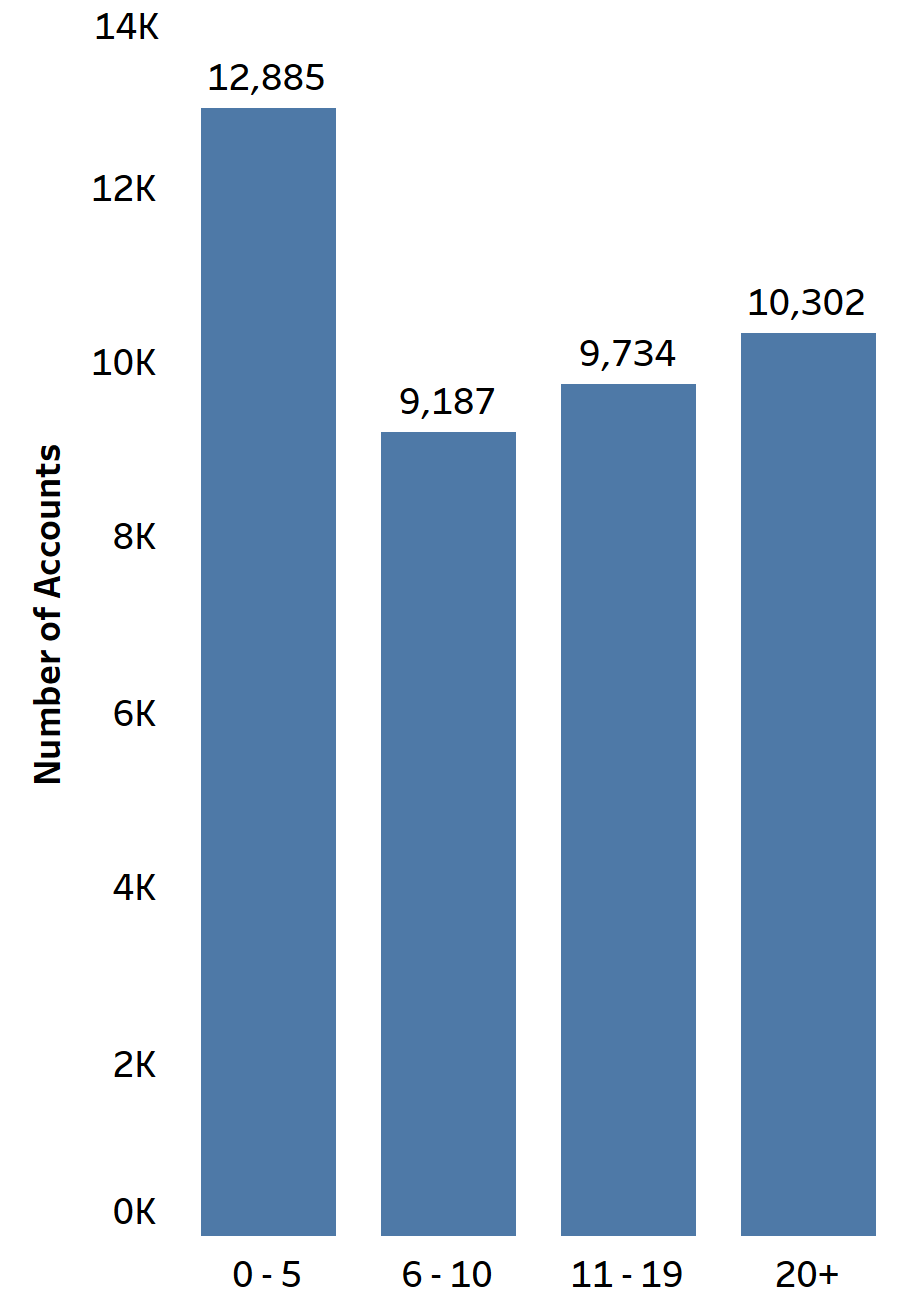 14K
12,885
12K
10,302
10K
9,734
9,187
Number of Accounts
8K
6K
4K
2K
0K
0 - 5
6 - 10
11 - 19
20+